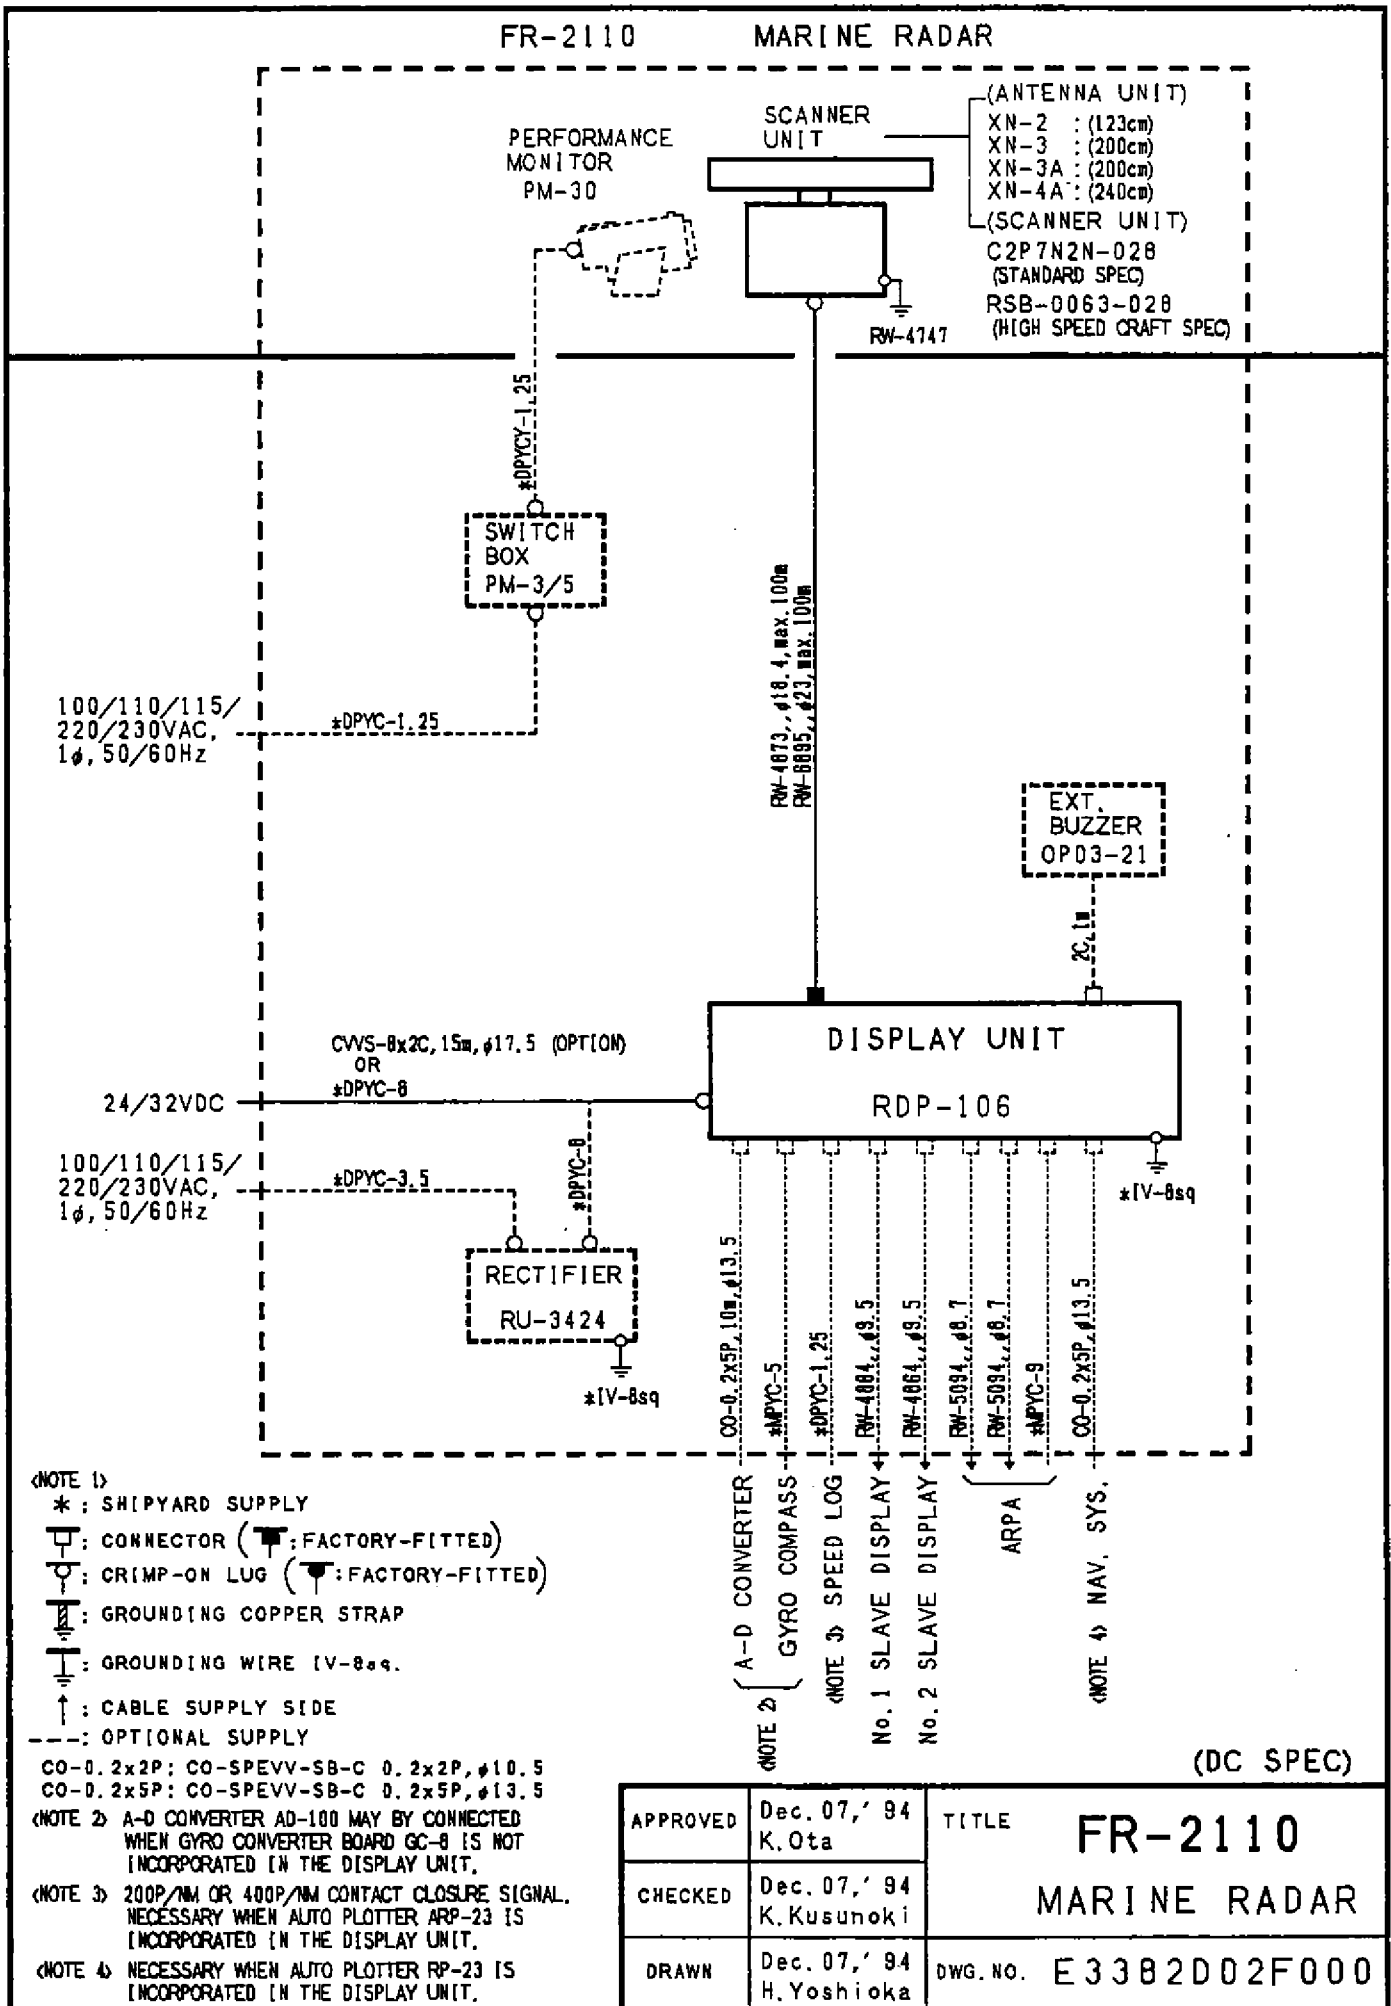 FR-2110 MARINE RADAR
(ANTENNA UNIT)
XN-2 : (123cm)
XN-3 : (200cm)
XN-3A : (200cm)
XN-4A : (240cm)
(SCANNER UNIT)
C2P7N2N-028
(STANDARD SPEC)
RSB-0063-028
(HIGH SPEED CRAFT SPEC)
SCANNER
UNIT
PERFORMANCE
MONITOR
PM-30
RW-4747
*DPYCY-1.25
SWITCH
BOX
PM-3/5
100/110/115/
220/230VAC,
1φ, 50/60Hz
*DPYC-1.25
RW-4873,,φ18.4,max.100m
RW-6895,,φ23,max.100m
EXT.
BUZZER
OP03-21
2C,1m
DISPLAY UNIT
RDP-106
CVVS-8x2C, 15m, φ17.5 (OPTION)
OR
*DPYC-8
24/32VDC
100/110/115/
220/230VAC,
1φ, 50/60Hz
*DPYC-3.5
*DPYC-8
RECTIFIER
RU-3424
*IV-8sq
*IV-8sq
CO-0.2x5P,10m,φ13.5
*MPYC-5
*DPYC-1.25
RW-4864,,φ9.5
RW-4864,,φ9.5
RW-5094,,φ8.7
RW-5094,,φ8.7
*MPYC-9
CO-0.2x5P,φ13.5
A-D CONVERTER
GYRO COMPASS
(NOTE 2)
(NOTE 3) SPEED LOG
No.1 SLAVE DISPLAY
No.2 SLAVE DISPLAY
ARPA
(NOTE 4) NAV. SYS.
(NOTE 1)
* : SHIPYARD SUPPLY
: CONNECTOR ( : FACTORY-FITTED)
: CRIMP-ON LUG ( : FACTORY-FITTED)
: GROUNDING COPPER STRAP
: GROUNDING WIRE IV-8sq.
↑ : CABLE SUPPLY SIDE
---: OPTIONAL SUPPLY
CO-0.2x2P: CO-SPEVV-SB-C 0.2x2P, φ10.5
CO-0.2x5P: CO-SPEVV-SB-C 0.2x5P, φ13.5
(NOTE 2) A-D CONVERTER AD-100 MAY BY CONNECTED
WHEN GYRO CONVERTER BOARD GC-8 IS NOT
INCORPORATED IN THE DISPLAY UNIT.
(NOTE 3) 200P/NM OR 400P/NM CONTACT CLOSURE SIGNAL.
NECESSARY WHEN AUTO PLOTTER ARP-23 IS
INCORPORATED IN THE DISPLAY UNIT.
(NOTE 4) NECESSARY WHEN AUTO PLOTTER RP-23 IS
INCORPORATED IN THE DISPLAY UNIT.
(DC SPEC)
APPROVED Dec. 07,' 94
K. Ota
TITLE FR-2110
MARINE RADAR
CHECKED Dec. 07,' 94
K. Kusunoki
DRAWN Dec. 07,' 94
H. Yoshioka
DWG. NO. E3382D02F000